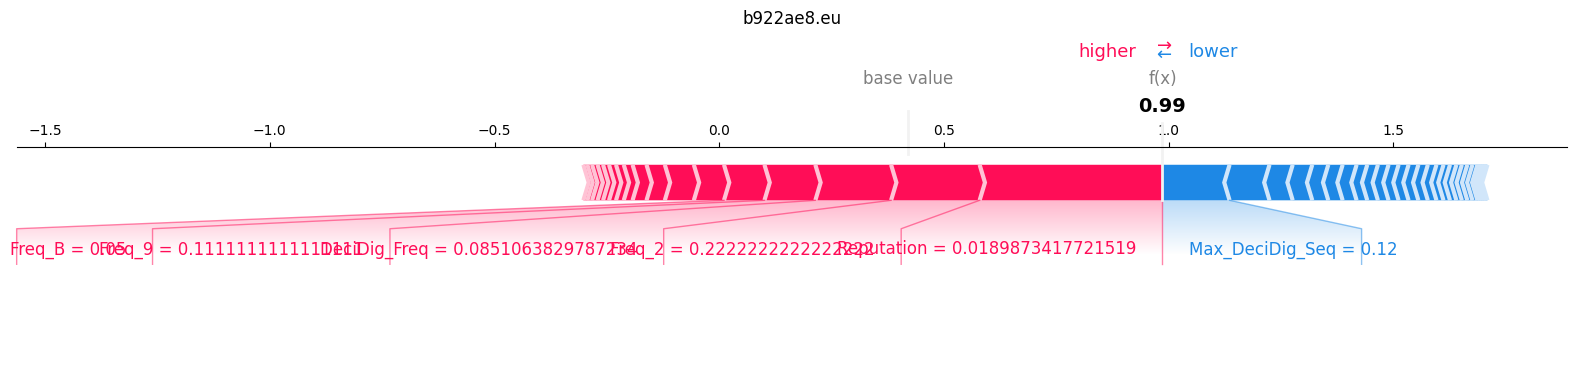 b922ae8.eu
higher ⇄ lower
base value
f(x)
0.99
−1.5 −1.0 −0.5 0.0 0.5 1.0 1.5
Freq_B = 0.05
Freq_9 = 0.1111111111111111
DeciDig_Freq = 0.0851063829787234
Freq_2 = 0.2222222222222222
Reputation = 0.0189873417721519
Max_DeciDig_Seq = 0.12